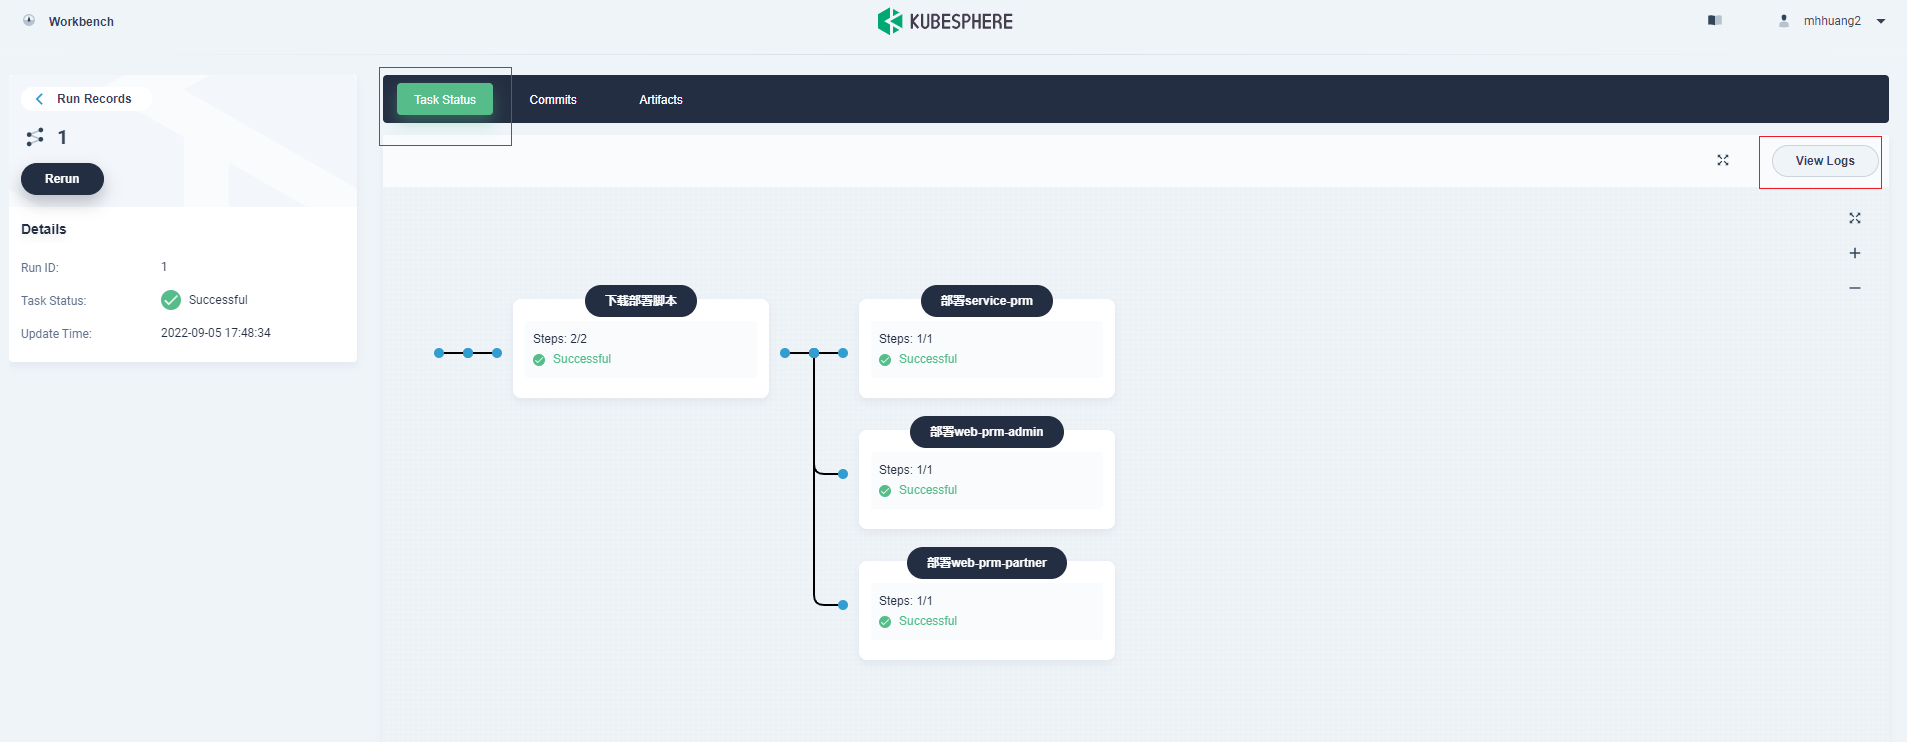 Workbench
KUBESPHERE
mhhuang2
Run Records
1
Rerun
Details
Run ID: 1
Task Status: Successful
Update Time: 2022-09-05 17:48:34
Task Status Commits Artifacts
View Logs
下载部署脚本
Steps: 2/2
Successful
部署service-prm
Steps: 1/1
Successful
部署web-prm-admin
Steps: 1/1
Successful
部署web-prm-partner
Steps: 1/1
Successful